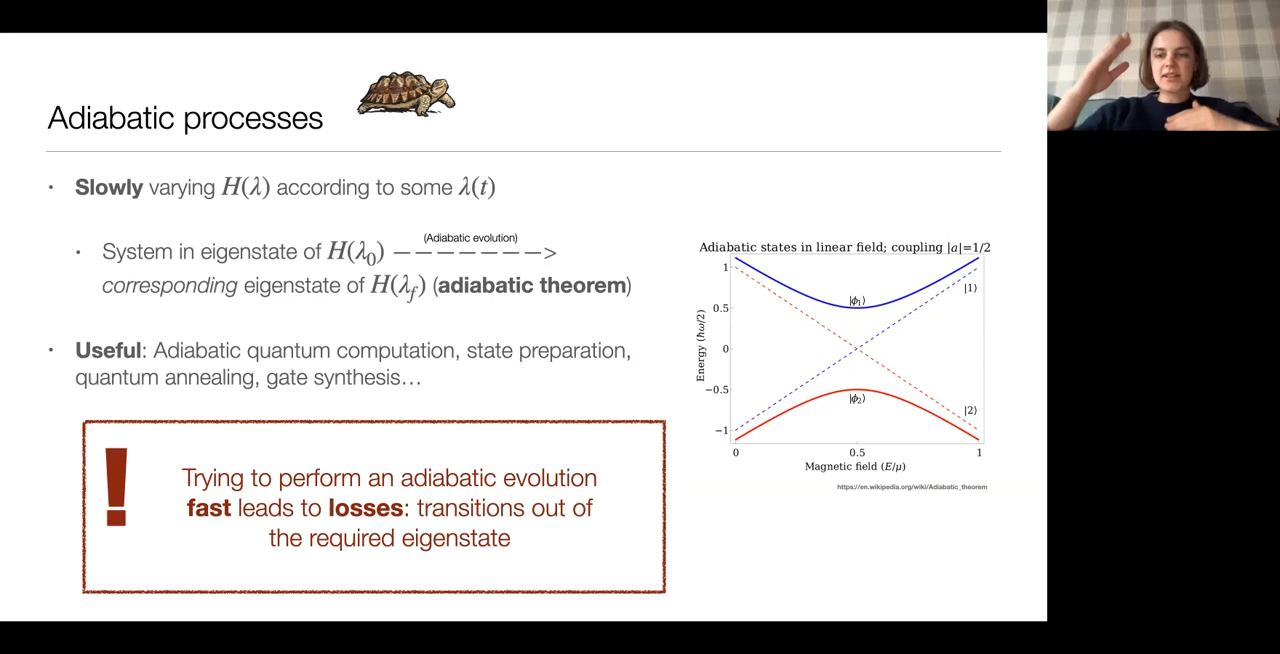 Adiabatic processes
• Slowly varying H(λ) according to some λ(t)
(Adiabatic evolution)
• System in eigenstate of H(λ₀) — — — — — — — >
corresponding eigenstate of H(λ_f) (adiabatic theorem)
• Useful: Adiabatic quantum computation, state preparation,
quantum annealing, gate synthesis…
! Trying to perform an adiabatic evolution
fast leads to losses: transitions out of
the required eigenstate
Adiabatic states in linear field; coupling |a|=1/2
1
0.5
0
−0.5
−1
Energy (ħω/2)
|ϕ₁⟩
|1⟩
|ϕ₂⟩
|2⟩
0
0.5
1
Magnetic field (E/μ)
https://en.wikipedia.org/wiki/Adiabatic_theorem